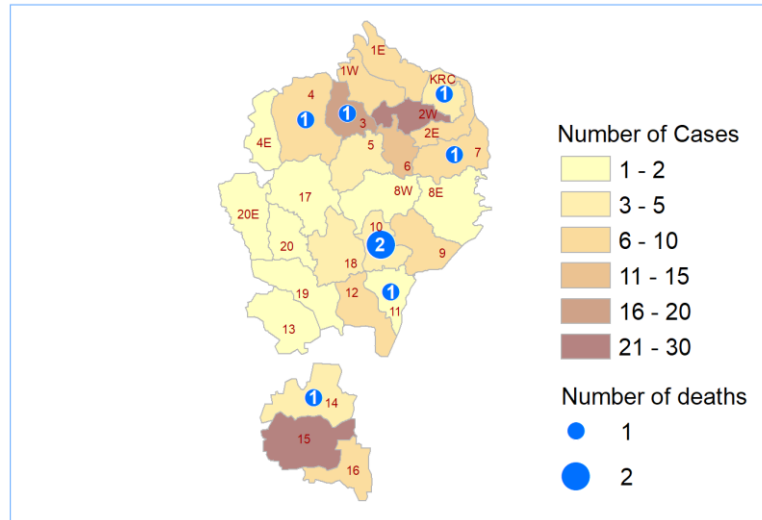 1E
1W
KRC
4
1
1
1
3
2W
2E
4E
5
1
7
6
17
8W
8E
20E
10
20
2
9
18
19
12
1
11
13
1
14
15
16
Number of Cases
1 - 2
3 - 5
6 - 10
11 - 15
16 - 20
21 - 30
Number of deaths
1
2